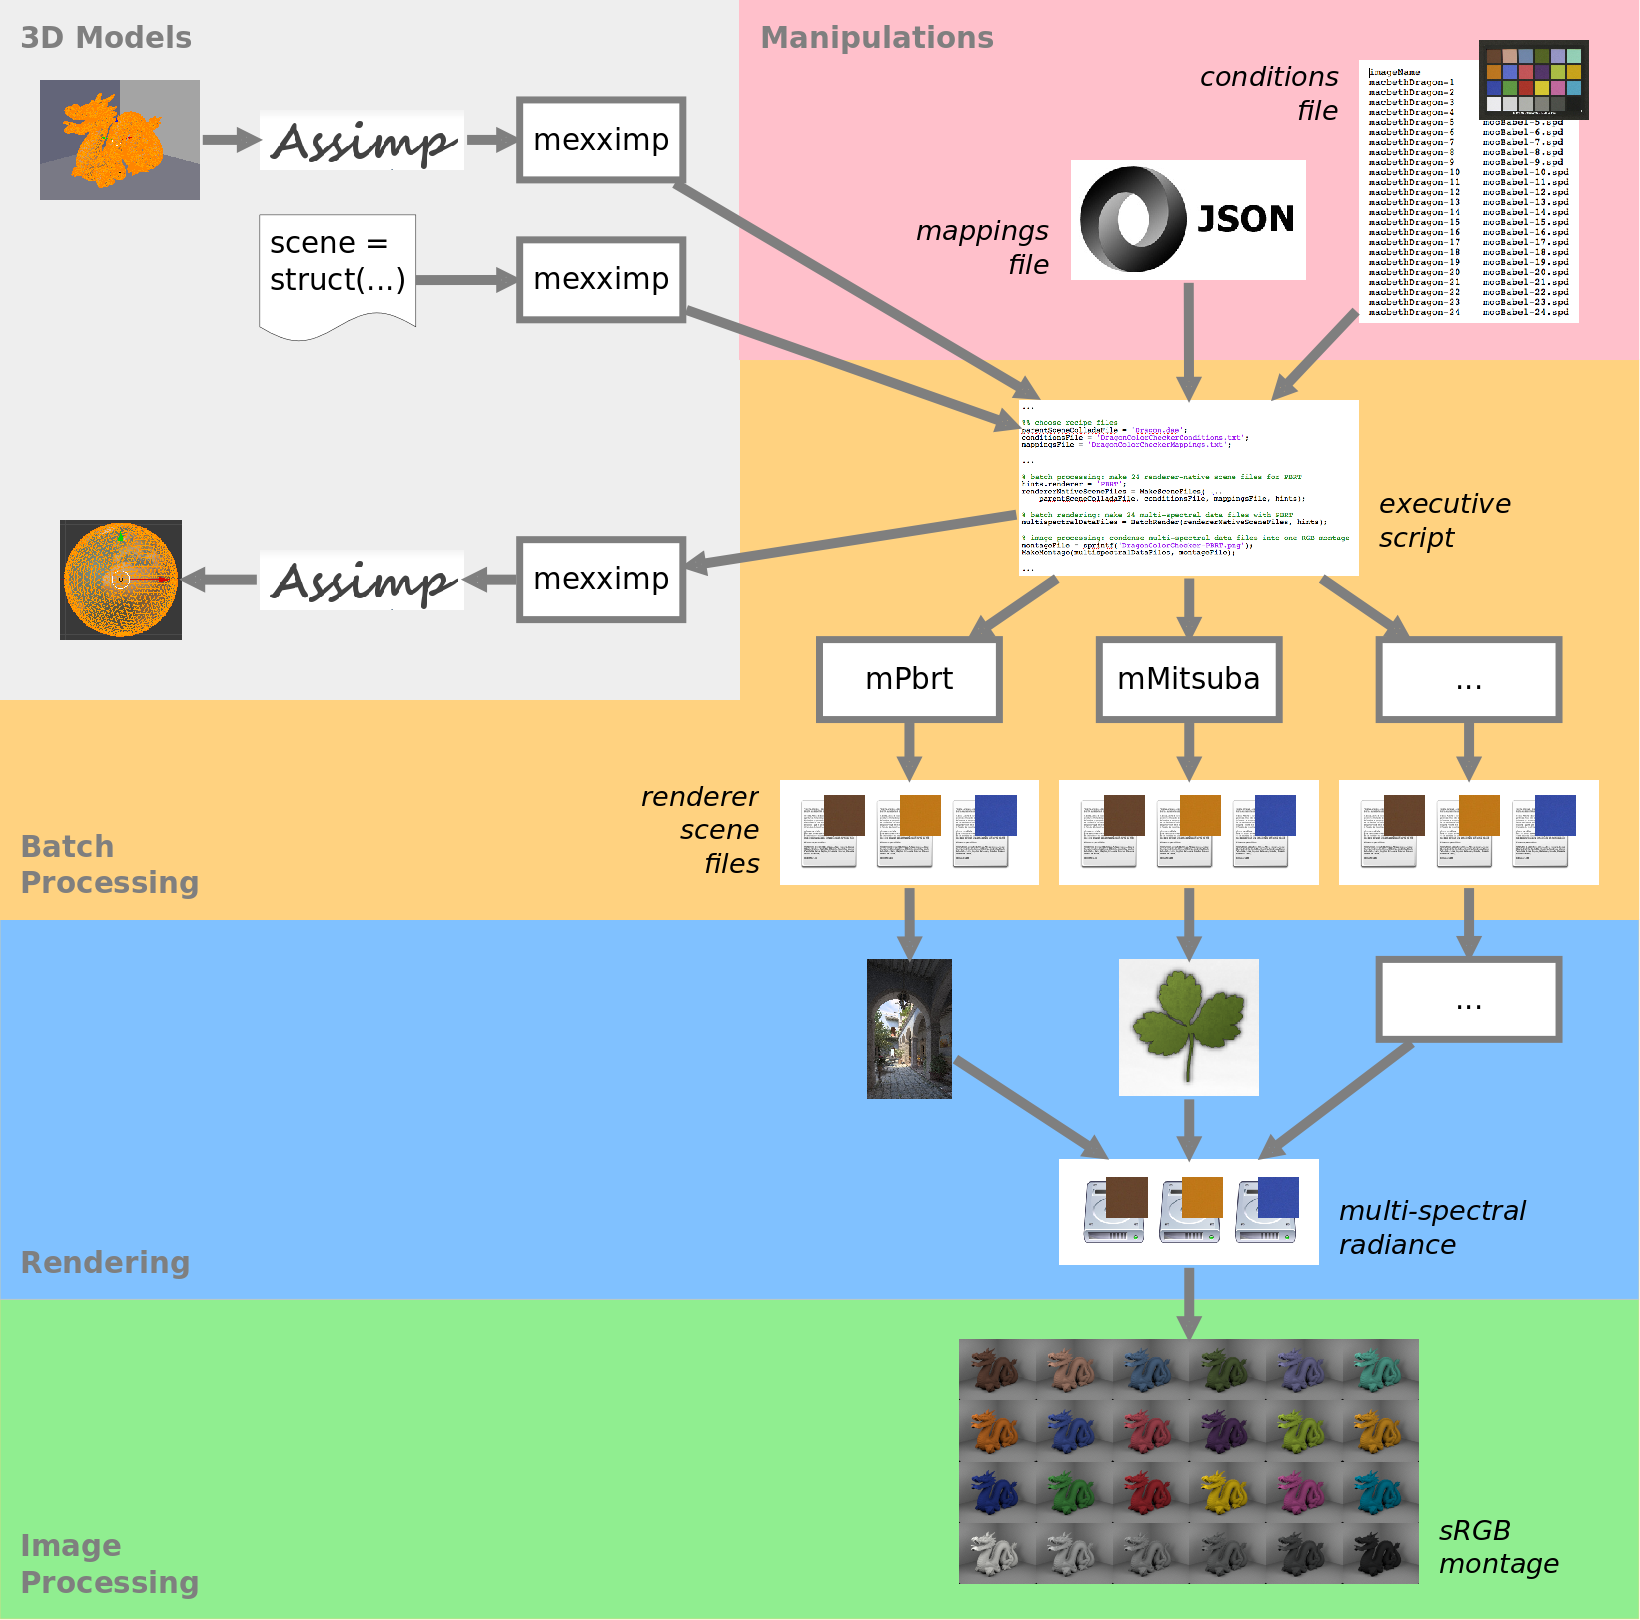 3D Models
Manipulations
Assimp
mexximp
scene =
struct(...)
mexximp
conditions
file
mappings
file
JSON
imageName
macbethDragon-1
macbethDragon-2
macbethDragon-3
macbethDragon-4
macbethDragon-5 mccBabel-5.spd
macbethDragon-6 mccBabel-6.spd
macbethDragon-7 mccBabel-7.spd
macbethDragon-8 mccBabel-8.spd
macbethDragon-9 mccBabel-9.spd
macbethDragon-10 mccBabel-10.spd
macbethDragon-11 mccBabel-11.spd
macbethDragon-12 mccBabel-12.spd
macbethDragon-13 mccBabel-13.spd
macbethDragon-14 mccBabel-14.spd
macbethDragon-15 mccBabel-15.spd
macbethDragon-16 mccBabel-16.spd
macbethDragon-17 mccBabel-17.spd
macbethDragon-18 mccBabel-18.spd
macbethDragon-19 mccBabel-19.spd
macbethDragon-20 mccBabel-20.spd
macbethDragon-21 mccBabel-21.spd
macbethDragon-22 mccBabel-22.spd
macbethDragon-23 mccBabel-23.spd
macbethDragon-24 mccBabel-24.spd
...
%% choose recipe files
parentSceneColladaFile = 'Dragon.dae';
conditionsFile = 'DragonColorCheckerConditions.txt';
mappingsFile = 'DragonColorCheckerMappings.txt';
...
% batch processing: make 24 renderer-native scene files for PBRT
hints.renderer = 'PBRT';
rendererNativeSceneFiles = MakeSceneFiles( ...
parentSceneColladaFile, conditionsFile, mappingsFile, hints);
% batch rendering: make 24 multi-spectral data files with PBRT
multispectralDataFiles = BatchRender(rendererNativeSceneFiles, hints);
% image processing: condense multi-spectral data files into one RGB montage
montageFile = sprintf('DragonColorChecker PBRT.png');
MakeMontage(multispectralDataFiles, montageFile);
...
executive
script
Assimp
mexximp
mPbrt
mMitsuba
...
renderer
scene
files
Batch
Processing
...
multi-spectral
radiance
Rendering
sRGB
montage
Image
Processing